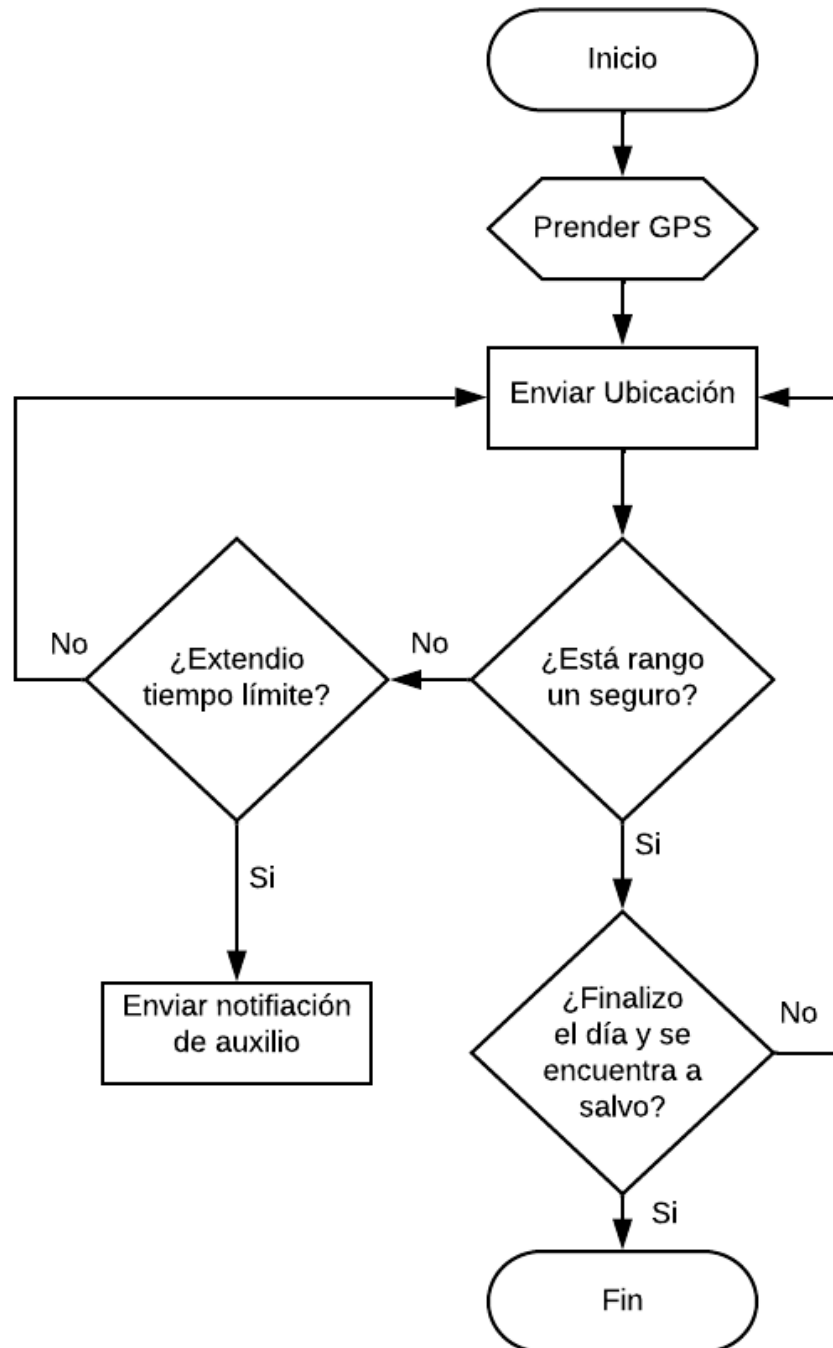 Inicio
Prender GPS
Enviar Ubicación
No
¿Extendio
tiempo límite?
No
¿Está rango
un seguro?
Si
Si
Enviar notifiación
de auxilio
¿Finalizo
el día y se
encuentra a
salvo?
No
Si
Fin